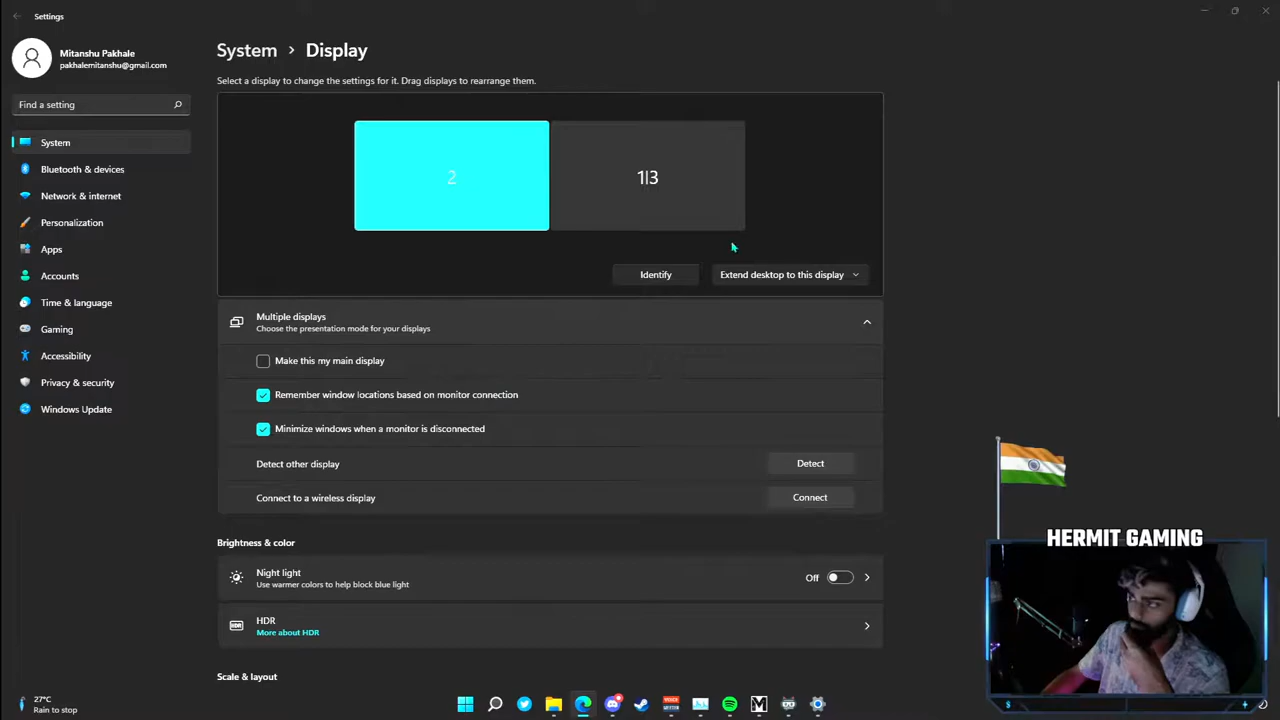 Settings
Mitanshu Pakhale
pakhalemitanshu@gmail.com
Find a setting
System
Bluetooth & devices
Network & internet
Personalization
Apps
Accounts
Time & language
Gaming
Accessibility
Privacy & security
Windows Update
System > Display
Select a display to change the settings for it. Drag displays to rearrange them.
2
1|3
Identify
Extend desktop to this display
Multiple displays
Choose the presentation mode for your displays
Make this my main display
Remember window locations based on monitor connection
Minimize windows when a monitor is disconnected
Detect other display
Detect
Connect to a wireless display
Connect
Brightness & color
Night light
Use warmer colors to help block blue light
Off
HDR
HDR
More about HDR
Scale & layout
HERMIT GAMING
27°C
Rain to stop